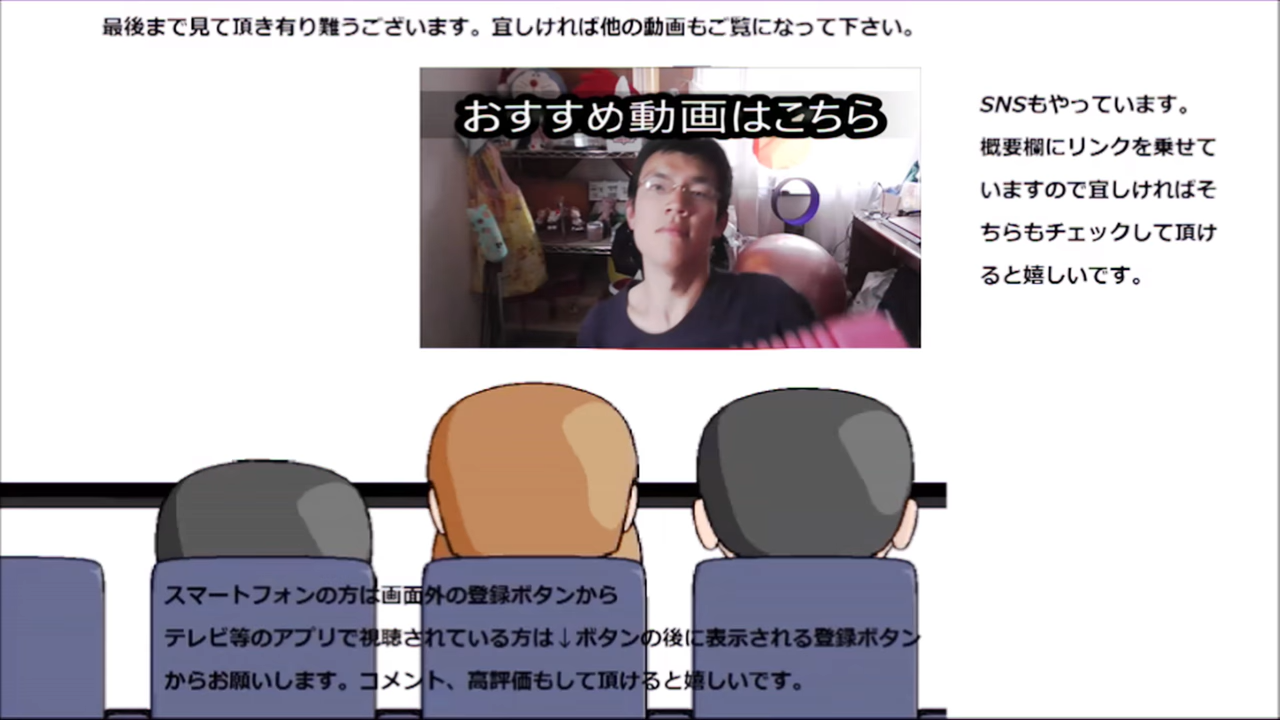 最後まで見て頂き有り難うございます。宜しければ他の動画もご覧になって下さい。
おすすめ動画はこちら
SNSもやっています。
概要欄にリンクを乗せて
いますので宜しければそ
ちらもチェックして頂け
ると嬉しいです。
スマートフォンの方は画面外の登録ボタンから
テレビ等のアプリで視聴されている方は↓ボタンの後に表示される登録ボタン
からお願いします。コメント、高評価もして頂けると嬉しいです。